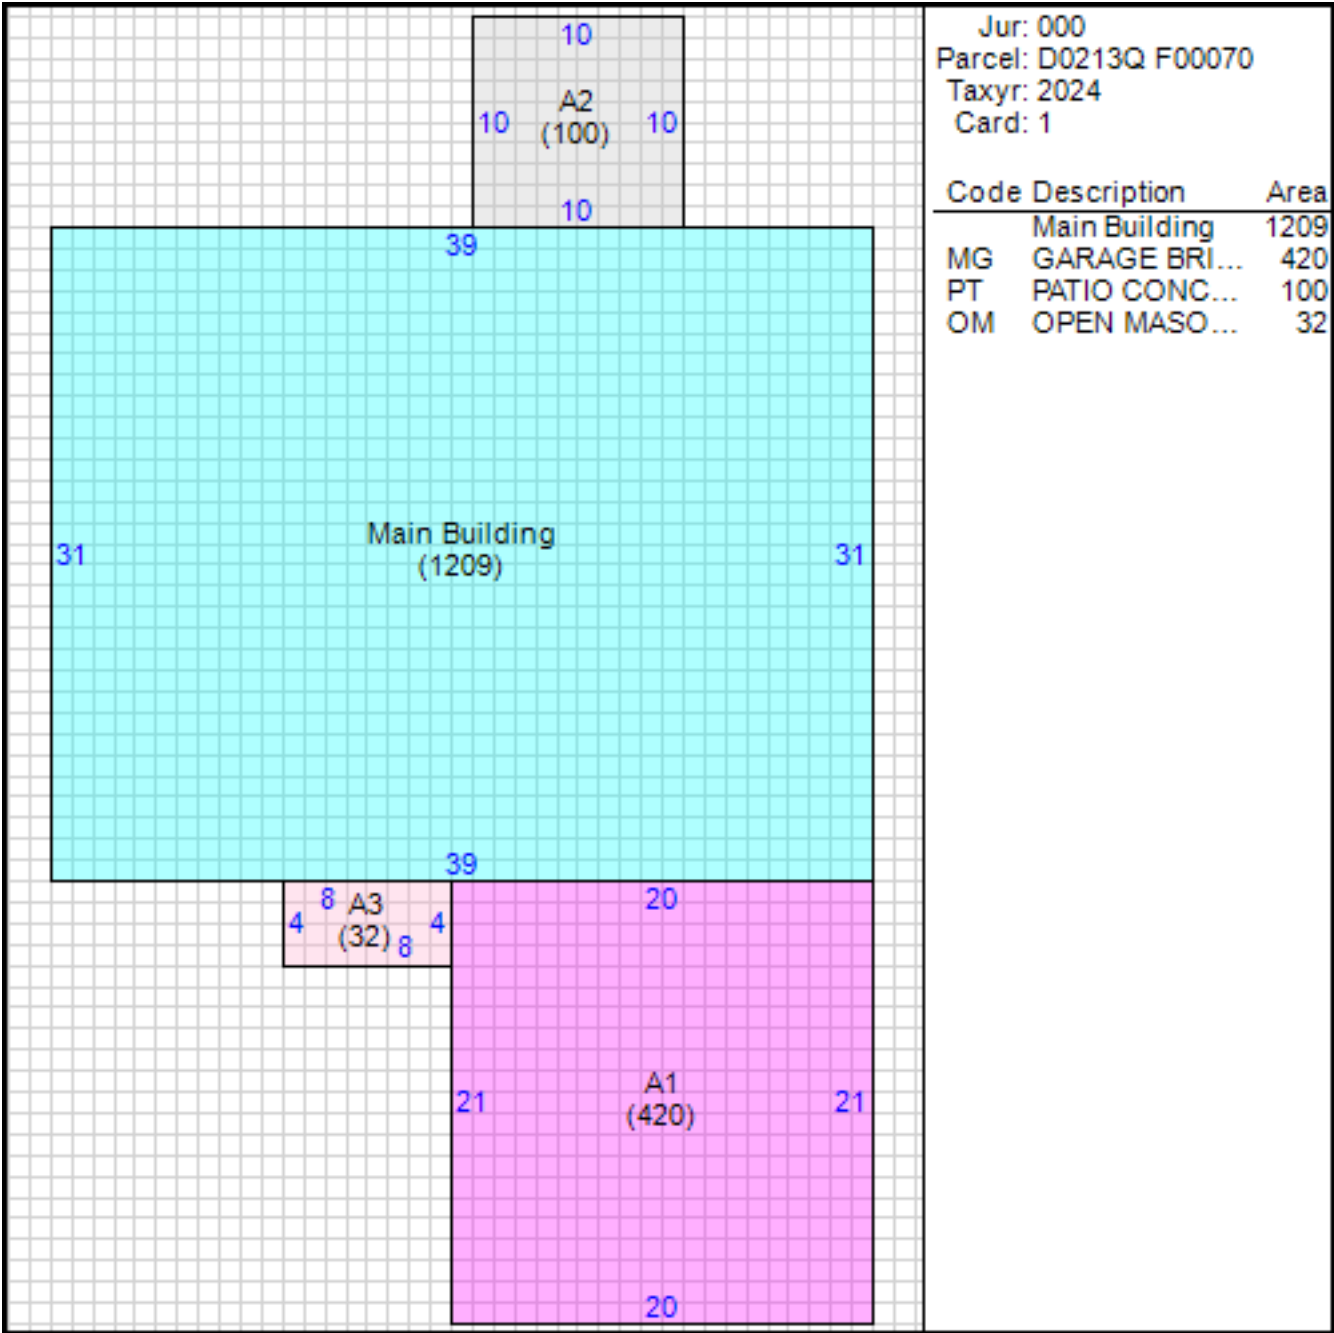 Jur: 000
Parcel: D0213Q F00070
Taxyr: 2024
Card: 1
Code Description Area
Main Building 1209
MG GARAGE BRI... 420
PT PATIO CONC... 100
OM OPEN MASO... 32
10
A2
10 (100) 10
10
39
Main Building
31 (1209) 31
39
8 A3 20
4 (32) 4
8
A1
21 (420) 21
20